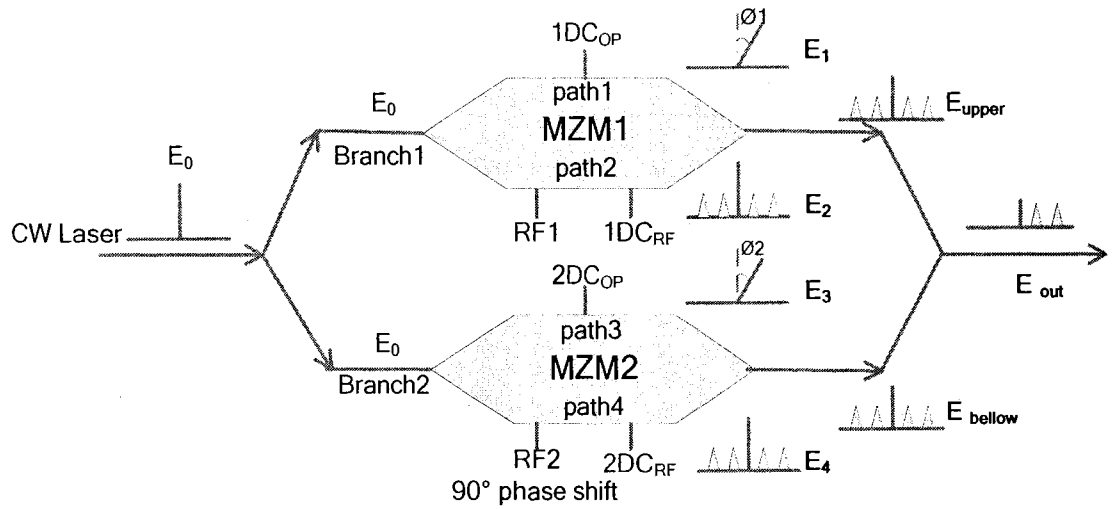 1DC_OP
Ø1
E_1
path1
E_0
MZM1
E_upper
Branch1
path2
E_0
E_2
RF1
1DC_RF
CW Laser
Ø2
2DC_OP
E_3
E_out
path3
E_0
MZM2
Branch2
path4
E_bellow
RF2
2DC_RF
E_4
90° phase shift